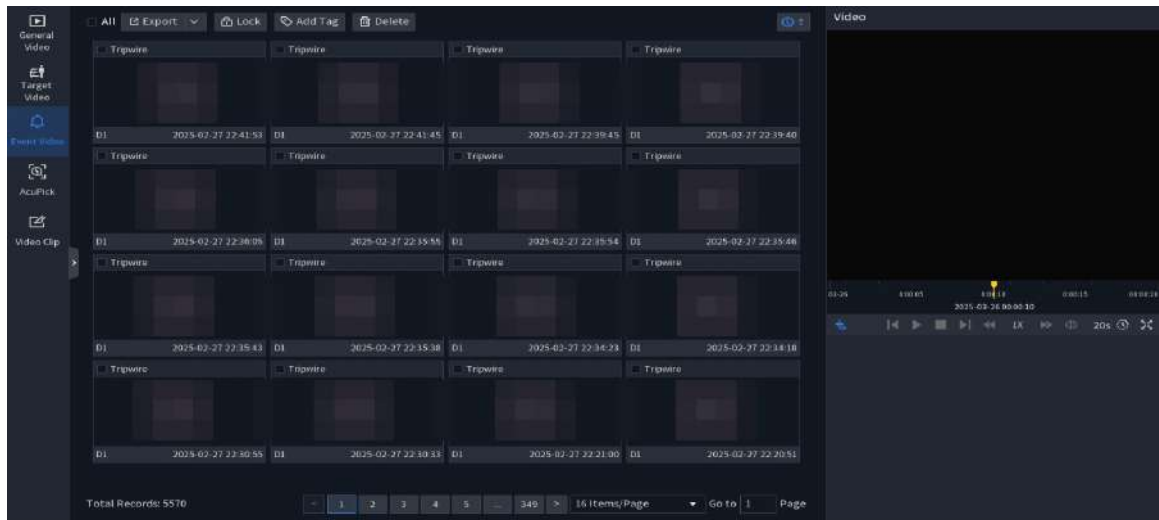 General
Video
Target
Video
Event Video
AcuPick
Video Clip
All Export Lock Add Tag Delete
Tripwire Tripwire Tripwire Tripwire
D1 2025-02-27 22:41:53 D1 2025-02-27 22:41:45 D1 2025-02-27 22:39:45 D1 2025-02-27 22:39:40
Tripwire Tripwire Tripwire Tripwire
D1 2025-02-27 22:36:05 D1 2025-02-27 22:35:55 D1 2025-02-27 22:35:54 D1 2025-02-27 22:35:46
Tripwire Tripwire Tripwire Tripwire
D1 2025-02-27 22:35:43 D1 2025-02-27 22:35:38 D1 2025-02-27 22:34:23 D1 2025-02-27 22:34:18
Tripwire Tripwire Tripwire Tripwire
D1 2025-02-27 22:30:55 D1 2025-02-27 22:30:33 D1 2025-02-27 22:21:00 D1 2025-02-27 22:20:51
Total Records: 5570 1 2 3 4 5 ... 349 > 16 Items/Page Go to 1 Page
Video
0:00:05 0:00:15
2025-03-26 00:00:10
1X 20s